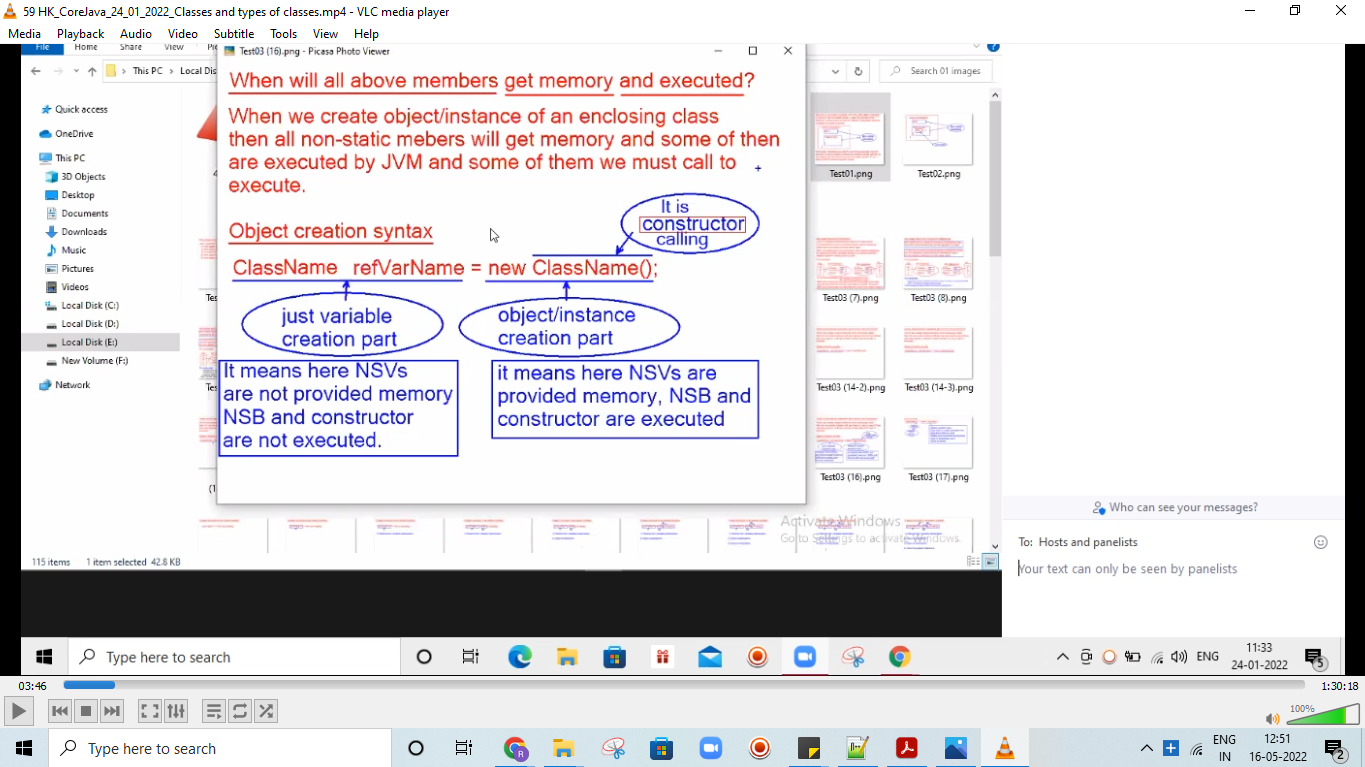 59 HK_CoreJava_24_01_2022_Classes and types of classes.mp4 - VLC media player
Media Playback Audio Video Subtitle Tools View Help
File Home Share View
Test03 (16).png - Picasa Photo Viewer
This PC > Local Dis
Search 01 images
Quick access
OneDrive
This PC
3D Objects
Desktop
Documents
Downloads
Music
Pictures
Videos
Local Disk (C:)
Local Disk (D:)
Local Disk (E:)
New Volume (F:)
Network
When will all above members get memory and executed?
When we create object/instance of an enclosing class
then all non-static mebers will get memory and some of then
are executed by JVM and some of them we must call to
execute.
It is
constructor
calling
Object creation syntax
ClassName refVarName = new ClassName();
just variable
creation part
object/instance
creation part
It means here NSVs
are not provided memory
NSB and constructor
are not executed.
it means here NSVs are
provided memory, NSB and
constructor are executed
Test01.png Test02.png
Test03 (7).png Test03 (8).png
Test03 (14-2).png Test03 (14-3).png
Test03 (16).png Test03 (17).png
Activate Windows
Go to Settings to activate Windows.
115 items 1 item selected 42.8 KB
Who can see your messages?
To: Hosts and panelists
Your text can only be seen by panelists
Type here to search
ENG
11:33
24-01-2022
5
03:46
1:30:18
100%
Type here to search
ENG
IN
12:51
16-05-2022
2